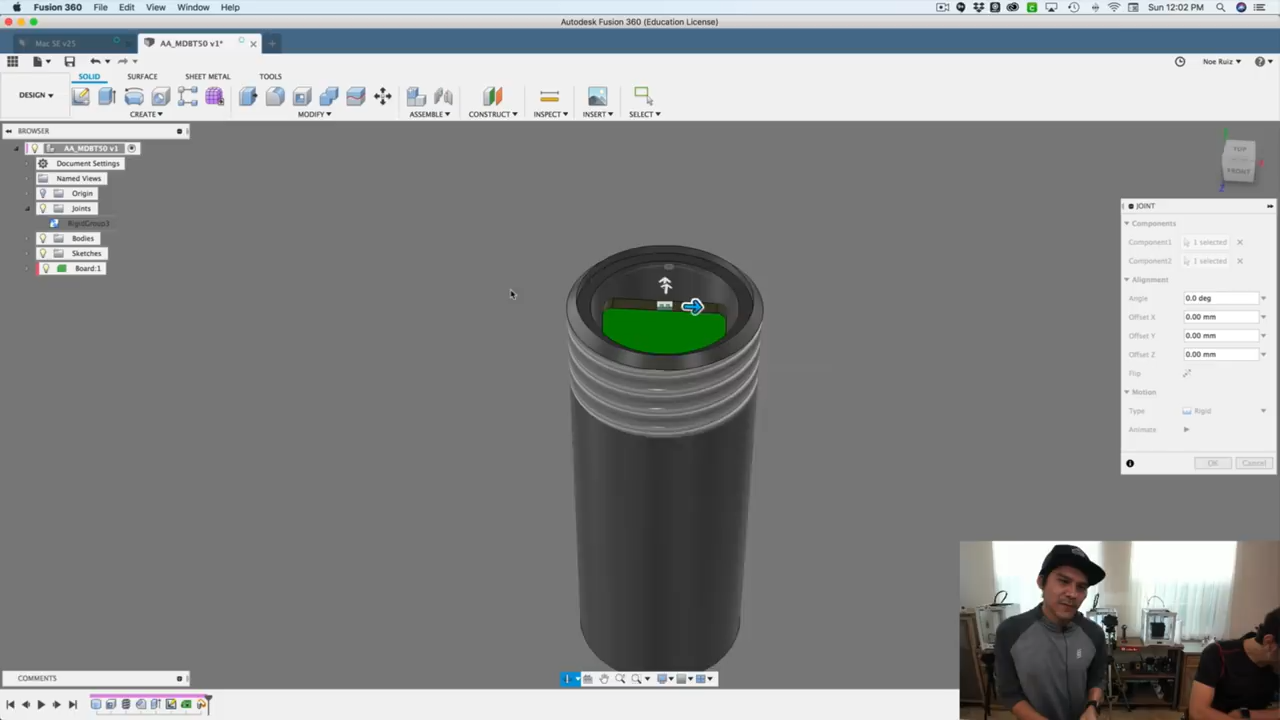 Fusion 360 File Edit View Window Help
Sun 12:02 PM
Autodesk Fusion 360 (Education License)
Mac SE v25
AA_MDBT50 v1*
Noe Ruiz
SOLID SURFACE SHEET METAL TOOLS
DESIGN
CREATE MODIFY ASSEMBLE CONSTRUCT INSPECT INSERT SELECT
BROWSER
AA_MDBT50 v1
Document Settings
Named Views
Origin
Joints
RigidGroup3
Bodies
Sketches
Board:1
TOP
FRONT
JOINT
Components
Component1 1 selected
Component2 1 selected
Alignment
Angle 0.0 deg
Offset X 0.00 mm
Offset Y 0.00 mm
Offset Z 0.00 mm
Flip
Motion
Type Rigid
Animate
OK Cancel
COMMENTS